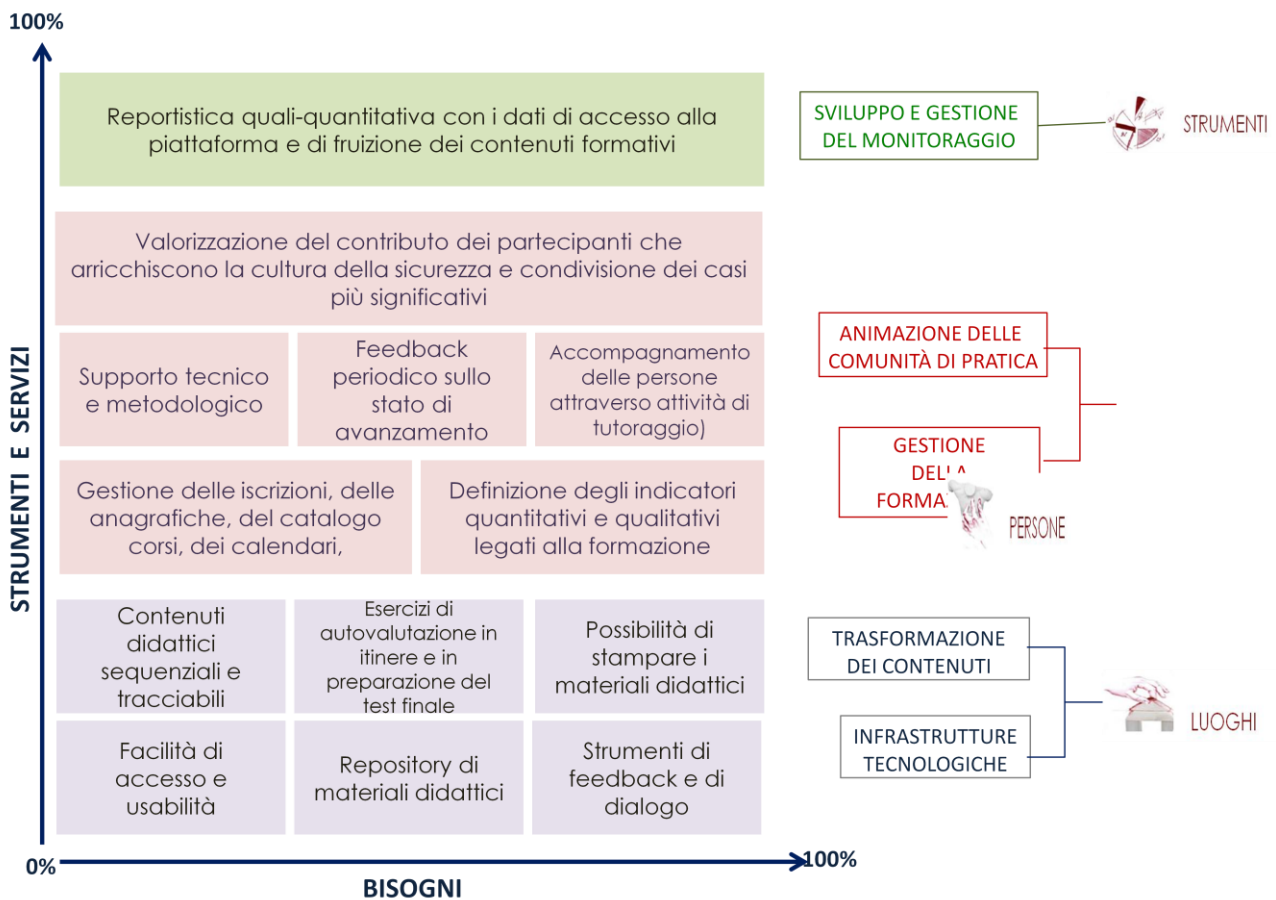 100%
STRUMENTI E SERVIZI
Reportistica quali-quantitativa con i dati di accesso alla
piattaforma e di fruizione dei contenuti formativi
SVILUPPO E GESTIONE
DEL MONITORAGGIO
STRUMENTI
Valorizzazione del contributo dei partecipanti che
arricchiscono la cultura della sicurezza e condivisione dei casi
più significativi
Supporto tecnico
e metodologico
Feedback
periodico sullo
stato di
avanzamento
Accompagnamento
delle persone
attraverso attività di
tutoraggio)
ANIMAZIONE DELLE
COMUNITÀ DI PRATICA
Gestione delle iscrizioni, delle
anagrafiche, del catalogo
corsi, dei calendari,
Definizione degli indicatori
quantitativi e qualitativi
legati alla formazione
GESTIONE
DELLA
PERSONE
Contenuti
didattici
sequenziali e
tracciabili
Esercizi di
autovalutazione in
itinere e in
preparazione del
test finale
Possibilità di
stampare i
materiali didattici
TRASFORMAZIONE
DEI CONTENUTI
Facilità di
accesso e
usabilità
Repository di
materiali didattici
Strumenti di
feedback e di
dialogo
INFRASTRUTTURE
TECNOLOGICHE
LUOGHI
0%
100%
BISOGNI